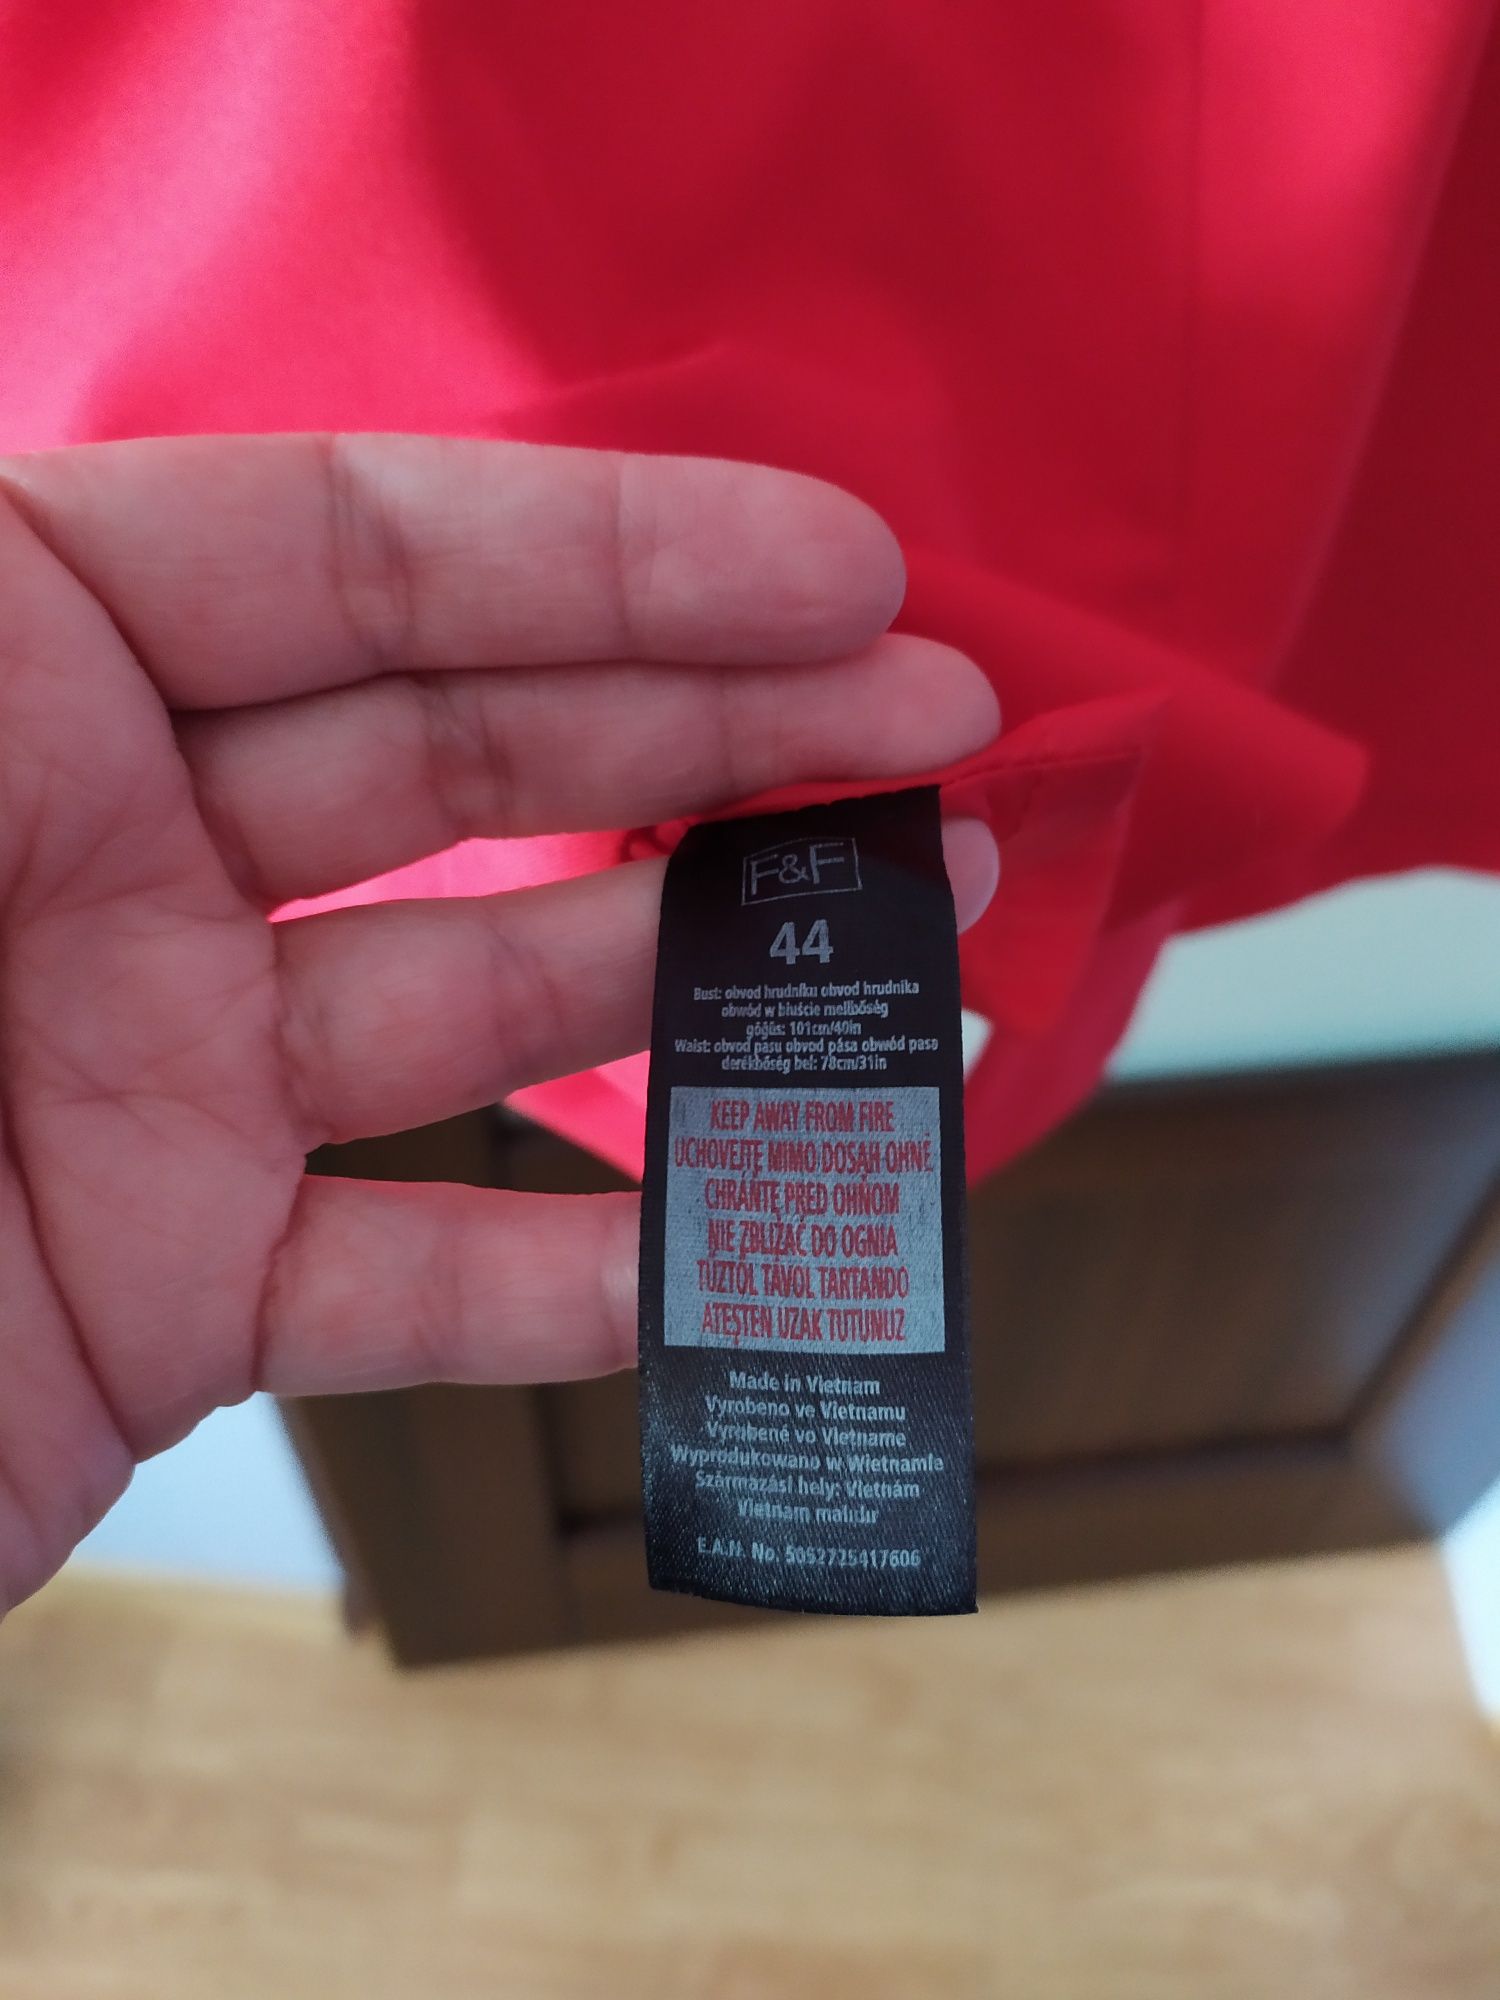 F&F
44
Bust: obvod hrudníku obvod hrudníka
obwód w biuście mellbőség
göğüs: 101cm/40in
Waist: obvod pasu obvod pása obwód pasa
derékbőség bel: 78cm/31in
KEEP AWAY FROM FIRE
UCHOVEJTE MIMO DOSAH OHNĚ
CHRÁŇTE PRED OHŇOM
NIE ZBLIŻAĆ DO OGNIA
TŰZTŐL TÁVOL TARTANDÓ
ATEŞTEN UZAK TUTUNUZ
Made in Vietnam
Vyrobeno ve Vietnamu
Vyrobené vo Vietname
Wyprodukowano w Wietnamie
Származási hely: Vietnám
Vietnam malıdır
E.A.N. No. 5052725417606